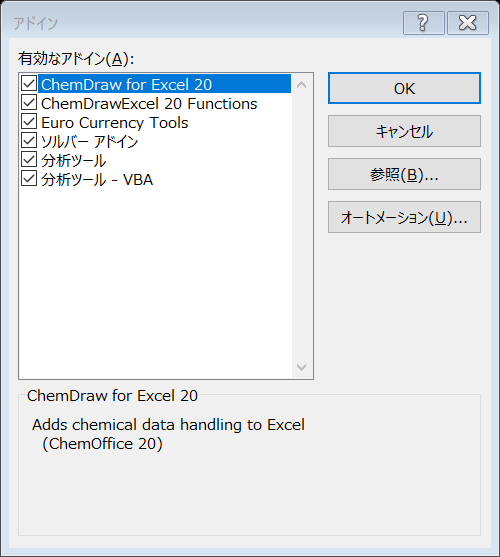 アドイン
有効なアドイン(A):
ChemDraw for Excel 20
ChemDrawExcel 20 Functions
Euro Currency Tools
ソルバー アドイン
分析ツール
分析ツール - VBA
OK
キャンセル
参照(B)...
オートメーション(U)...
ChemDraw for Excel 20
Adds chemical data handling to Excel
(ChemOffice 20)